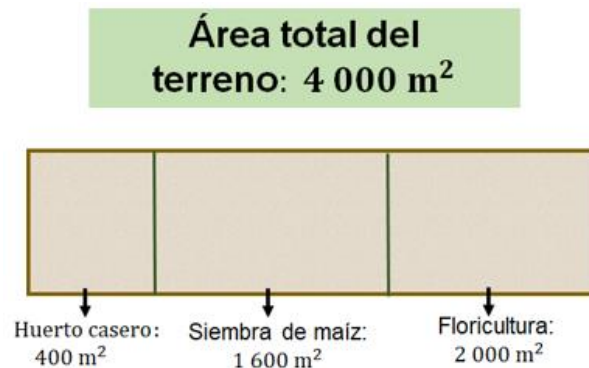 Área total del
terreno: 4 000 m²
Huerto casero:
400 m²
Siembra de maíz:
1 600 m²
Floricultura:
2 000 m²